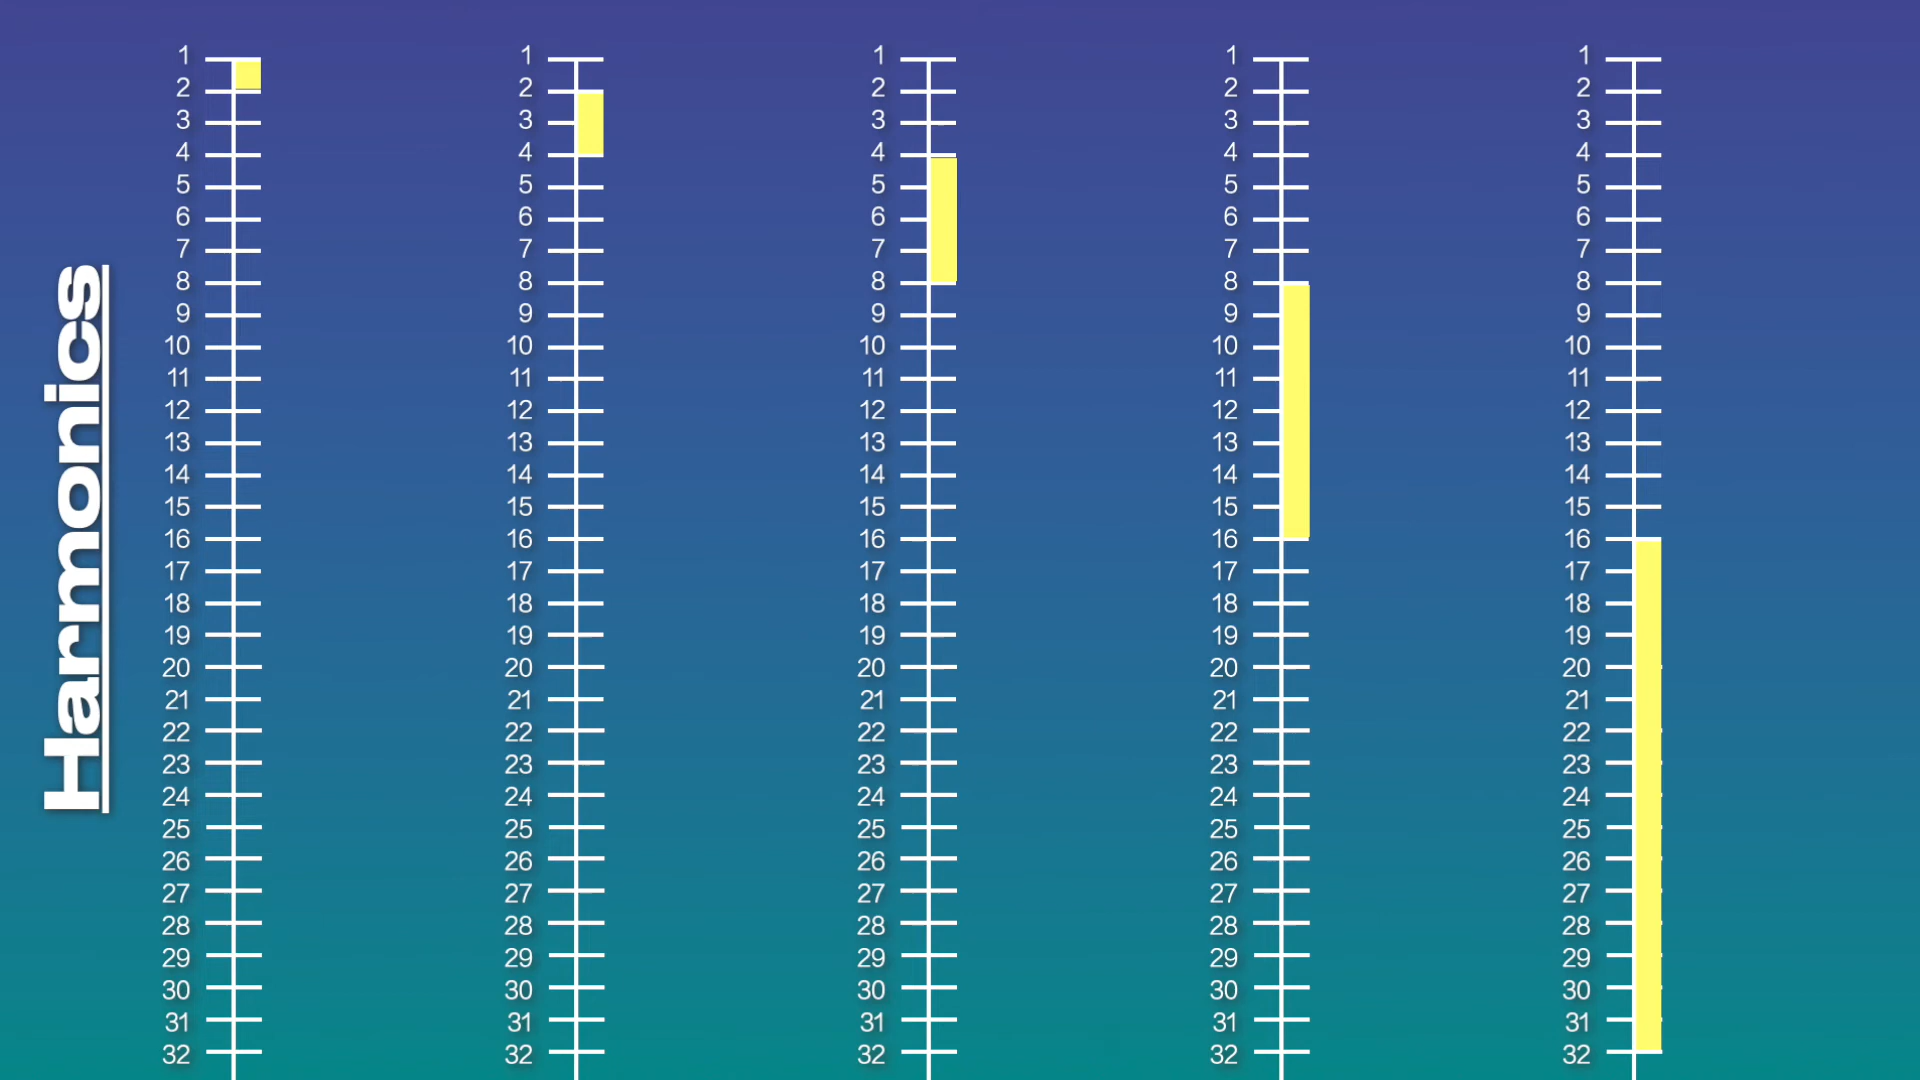 Harmonics
1 1 1 1 1
2 2 2 2 2
3 3 3 3 3
4 4 4 4 4
5 5 5 5 5
6 6 6 6 6
7 7 7 7 7
8 8 8 8 8
9 9 9 9 9
10 10 10 10 10
11 11 11 11 11
12 12 12 12 12
13 13 13 13 13
14 14 14 14 14
15 15 15 15 15
16 16 16 16 16
17 17 17 17 17
18 18 18 18 18
19 19 19 19 19
20 20 20 20 20
21 21 21 21 21
22 22 22 22 22
23 23 23 23 23
24 24 24 24 24
25 25 25 25 25
26 26 26 26 26
27 27 27 27 27
28 28 28 28 28
29 29 29 29 29
30 30 30 30 30
31 31 31 31 31
32 32 32 32 32